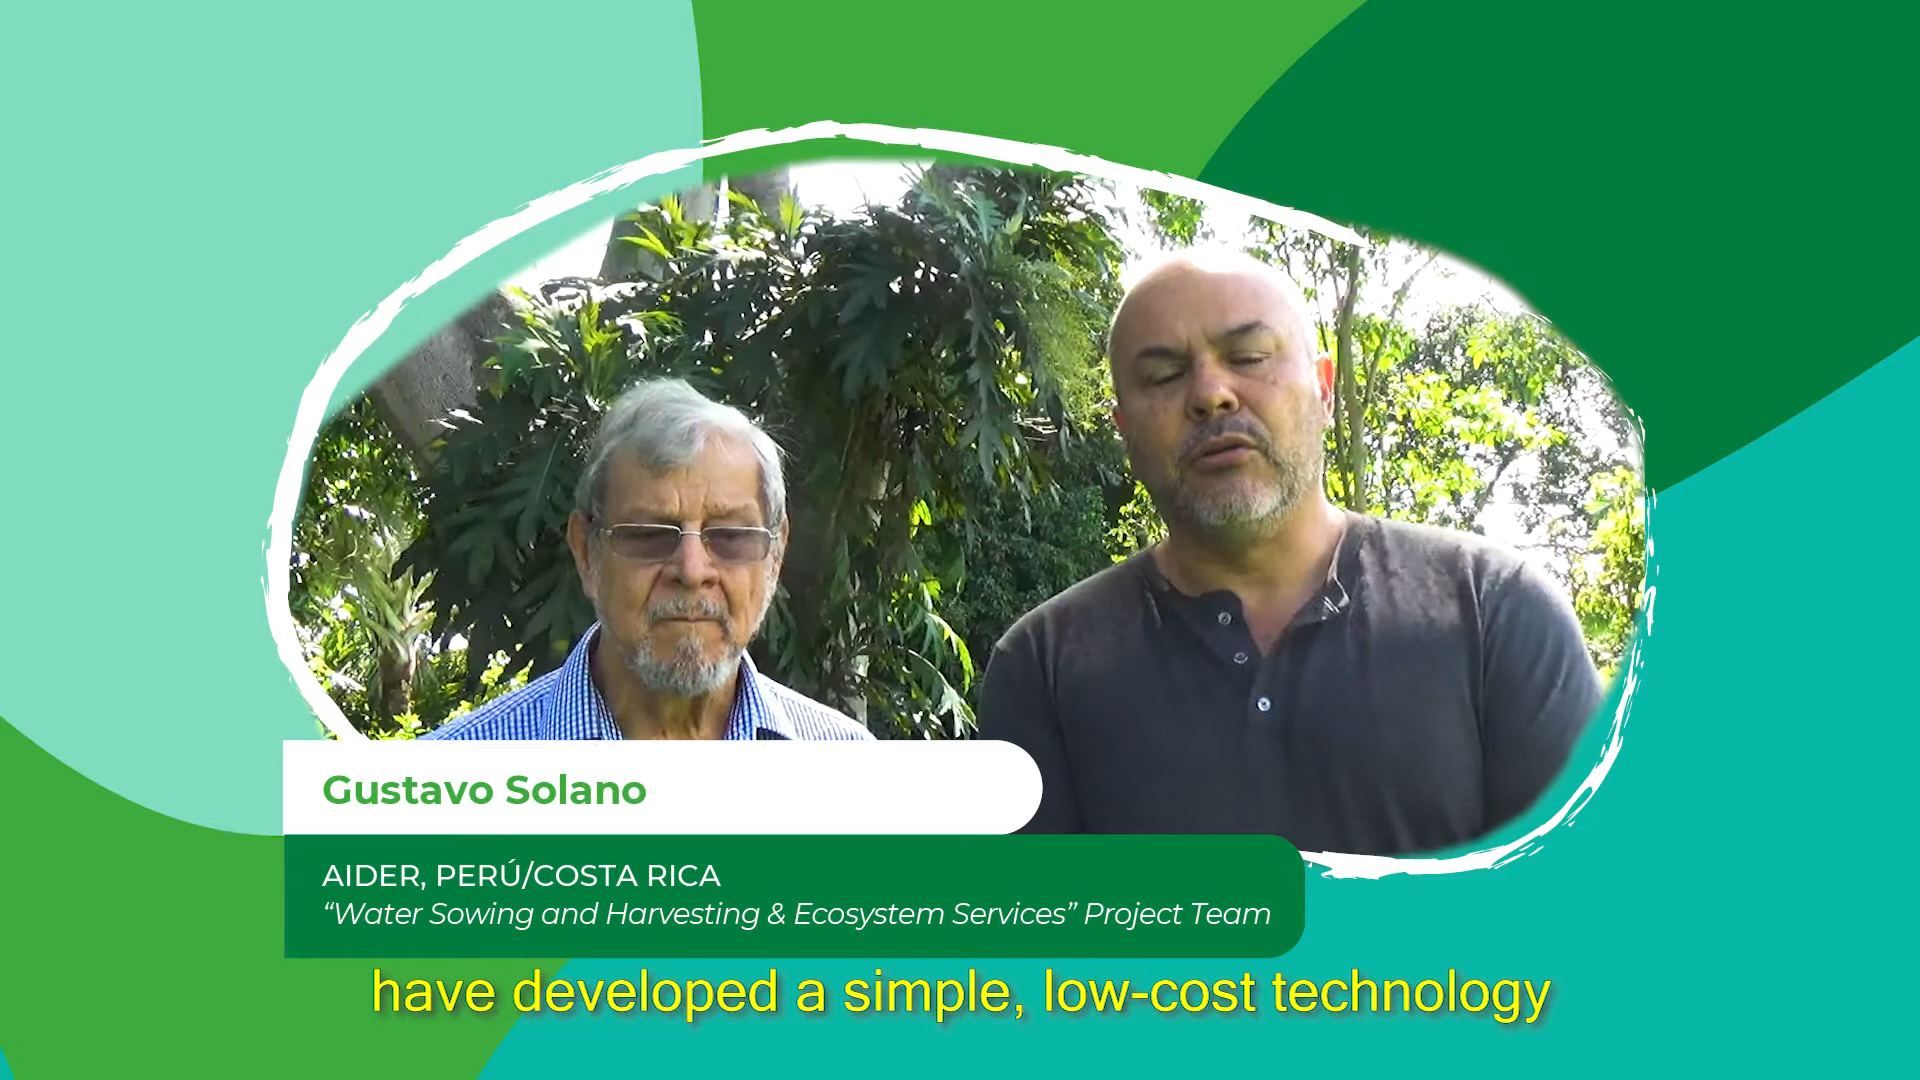 Gustavo Solano
AIDER, PERÚ/COSTA RICA
“Water Sowing and Harvesting & Ecosystem Services” Project Team
have developed a simple, low-cost technology